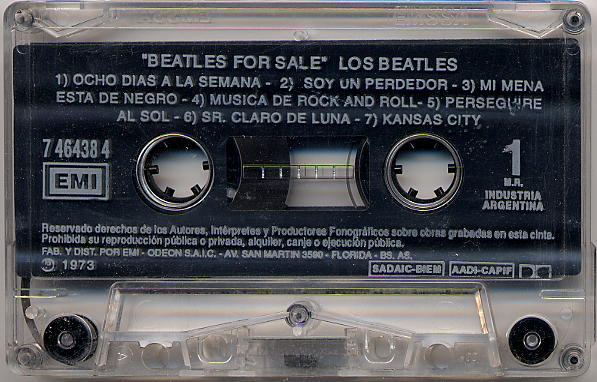 "BEATLES FOR SALE" LOS BEATLES
1) OCHO DIAS A LA SEMANA - 2) SOY UN PERDEDOR - 3) MI MENA
ESTA DE NEGRO - 4) MUSICA DE ROCK AND ROLL - 5) PERSEGUIRE
AL SOL - 6) SR. CLARO DE LUNA - 7) KANSAS CITY
7 46438 4
EMI
1
M.R.
INDUSTRIA
ARGENTINA
Reservado derechos de los Autores, Intérpretes y Productores Fonográficos sobre obras grabadas en esta cinta.
Prohibida su reproducción pública o privada, alquiler, canje o ejecución pública.
FAB. Y DIST. POR EMI - ODEON S.A.I.C. - AV. SAN MARTIN 3590 - FLORIDA - BS. AS.
℗ 1973
SADAIC-BIEM AADI-CAPIF